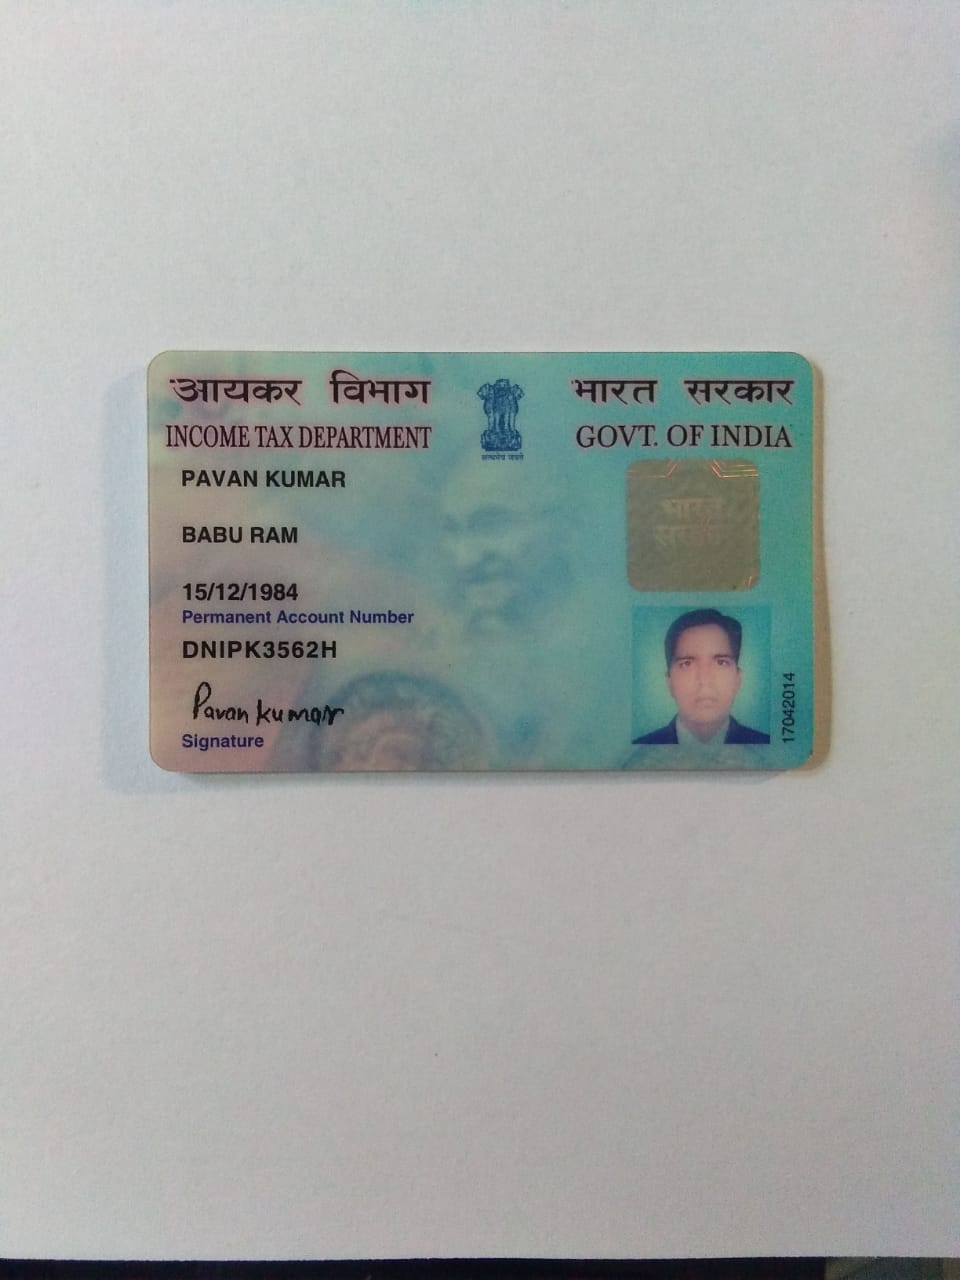 आयकर विभाग
भारत सरकार
INCOME TAX DEPARTMENT
GOVT. OF INDIA
सत्यमेव जयते
PAVAN KUMAR
भारत
सरकार
BABU RAM
15/12/1984
Permanent Account Number
DNIPK3562H
Pavan kumar
Signature
17042014